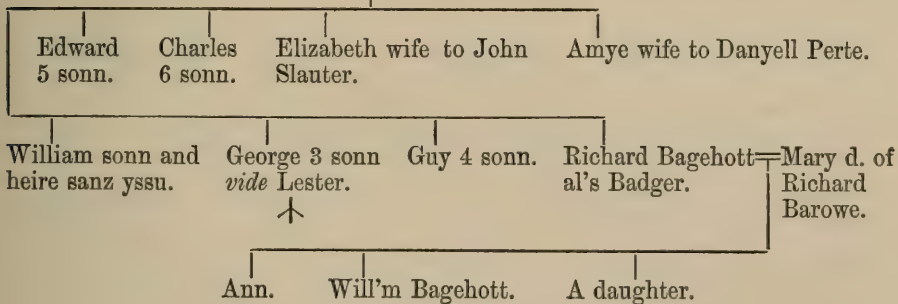 Edward Charles Elizabeth wife to John Amye wife to Danyell Perte.
5 sonn. 6 sonn. Slauter.
William sonn and George 3 sonn Guy 4 sonn. Richard Bagehott Mary d. of
heire sanz yssu. vide Lester. al's Badger. Richard
Barowe.
Ann. Will'm Bagehott. A daughter.